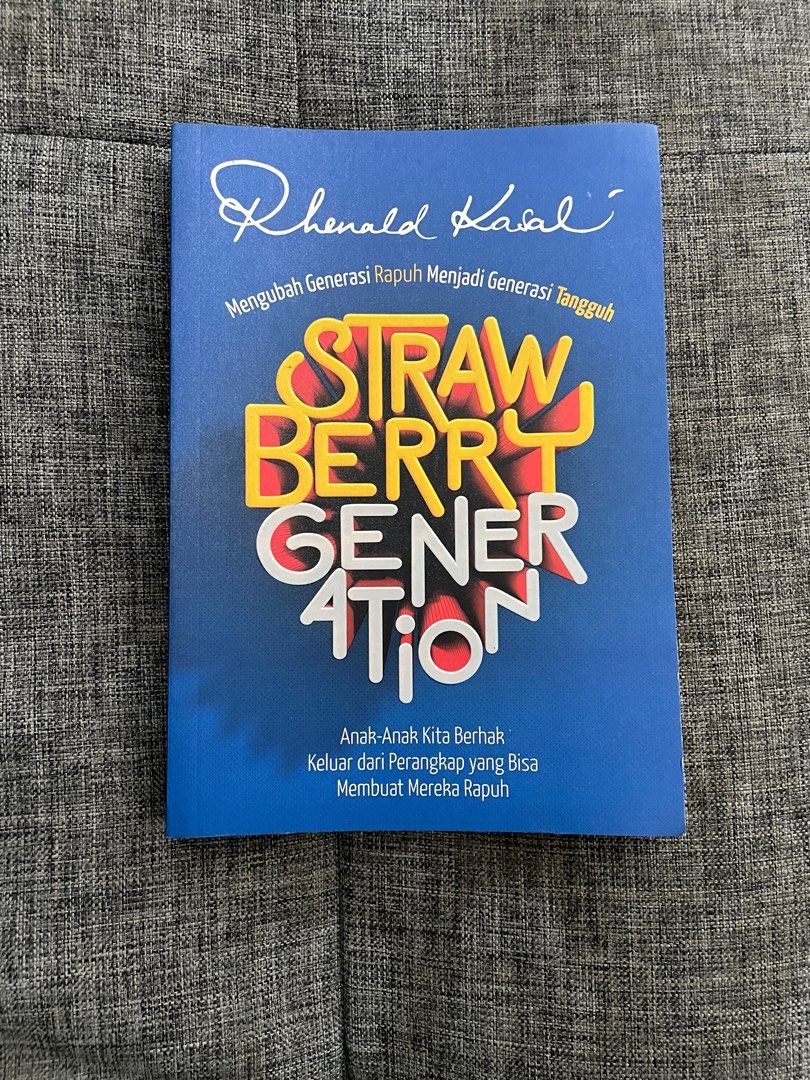 Rhenald Kasali
Mengubah Generasi Rapuh Menjadi Generasi Tangguh
STRAW
BERRY
GENER
ATiON
Anak-Anak Kita Berhak
Keluar dari Perangkap yang Bisa
Membuat Mereka Rapuh